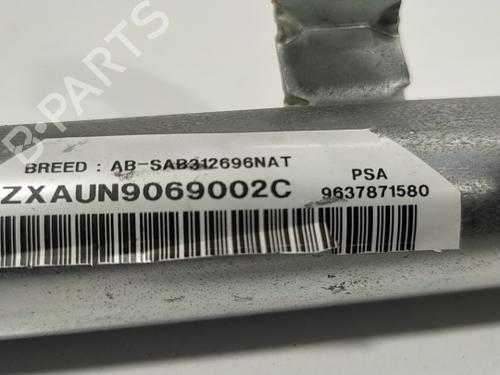 B-PARTS
BREED : AB-SAB312696NAT
ZXAUN9069002C
PSA
9637871580